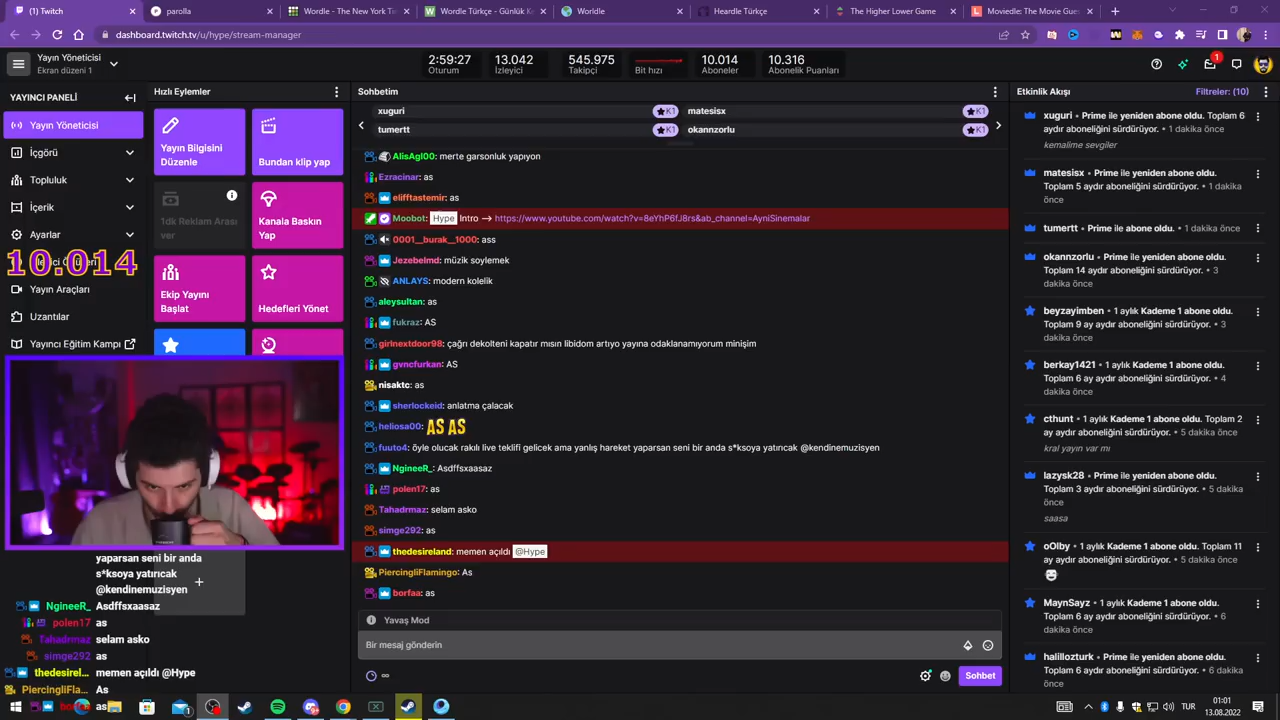 (1) Twitch
parolla
Wordle - The New York Tim
Wordle Türkçe - Günlük K
Worldle
Heardle Türkçe
The Higher Lower Game
Moviedle: The Movie Gues
dashboard.twitch.tv/u/hype/stream-manager
Yayın Yöneticisi
Ekran düzeni 1
2:59:27
Oturum
13.042
İzleyici
545.975
Takipçi
Bit hızı
10.014
Aboneler
10.316
Abonelik Puanları
1
YAYINCI PANELİ
Yayın Yöneticisi
İçgörü
Topluluk
İçerik
Ayarlar
10.014
Yayın Araçları
Uzantılar
Yayıncı Eğitim Kampı
Hızlı Eylemler
Yayın Bilgisini
Düzenle
Bundan klip yap
1dk Reklam Arası
ver
Kanala Baskın
Yap
Ekip Yayını
Başlat
Hedefleri Yönet
Sohbetim
xuguri
K1
matesisx
K1
tumertt
K1
okannzorlu
K1
AlisAgl00: merte garsonluk yapıyon
Ezracinar: as
elifftastemir: as
Moobot: Hype Intro --> https://www.youtube.com/watch?v=8eYhP6fJ8rs&ab_channel=AyniSinemalar
0001__burak__1000: ass
Jezebelmd: müzik soylemek
ANLAYS: modern kolelik
aleysultan: as
fukraz: AS
girlnextdoor98: çağrı dekolteni kapatır mısın libidom artıyo yayına odaklanamıyorum minişim
gvncfurkan: AS
nisaktc: as
sherlockeid: anlatma çalacak
heliosa00: AS AS
fuuto4: öyle olucak rakılı live teklifi gelicek ama yanlış hareket yaparsan seni bir anda s*ksoya yatırıcak @kendinemuzisyen
NgineeR_: Asdffsxaasaz
polen17: as
Tahadrmaz: selam asko
simge292: as
thedesireland: memen açıldı @Hype
PiercingliFlamingo: As
borfaa: as
Yavaş Mod
Bir mesaj gönderin
∞
Sohbet
Etkinlik Akışı
Filtreler: (10)
xuguri • Prime ile yeniden abone oldu. Toplam 6
aydır aboneliğini sürdürüyor. • 1 dakika önce
kemalime sevgiler
matesisx • Prime ile yeniden abone oldu.
Toplam 5 aydır aboneliğini sürdürüyor. • 1 dakika
önce
tumertt • Prime ile abone oldu. • 1 dakika önce
okannzorlu • Prime ile yeniden abone oldu.
Toplam 14 aydır aboneliğini sürdürüyor. • 3
dakika önce
beyzayimben • 1 aylık Kademe 1 abone oldu.
Toplam 9 ay aydır aboneliğini sürdürüyor. • 3
dakika önce
berkay1421 • 1 aylık Kademe 1 abone oldu.
Toplam 6 ay aydır aboneliğini sürdürüyor. • 4
dakika önce
cthunt • 1 aylık Kademe 1 abone oldu. Toplam 2
ay aydır aboneliğini sürdürüyor. • 5 dakika önce
kral yayın var mı
lazysk28 • Prime ile yeniden abone oldu.
Toplam 3 aydır aboneliğini sürdürüyor. • 5 dakika
önce
saasa
oOlby • 1 aylık Kademe 1 abone oldu. Toplam 11
ay aydır aboneliğini sürdürüyor. • 5 dakika önce
MaynSayz • 1 aylık Kademe 1 abone oldu.
Toplam 6 ay aydır aboneliğini sürdürüyor. • 6
dakika önce
halillozturk • Prime ile yeniden abone oldu.
Toplam 6 aydır aboneliğini sürdürüyor. • 6 dakika
önce
yaparsan seni bir anda
s*ksoya yatırıcak
@kendinemuzisyen
NgineeR_ Asdffsxaasaz
polen17 as
Tahadrmaz selam asko
simge292 as
thedesirel... memen açıldı @Hype
PiercingliFla... As
as
TUR
01:01
13.08.2022